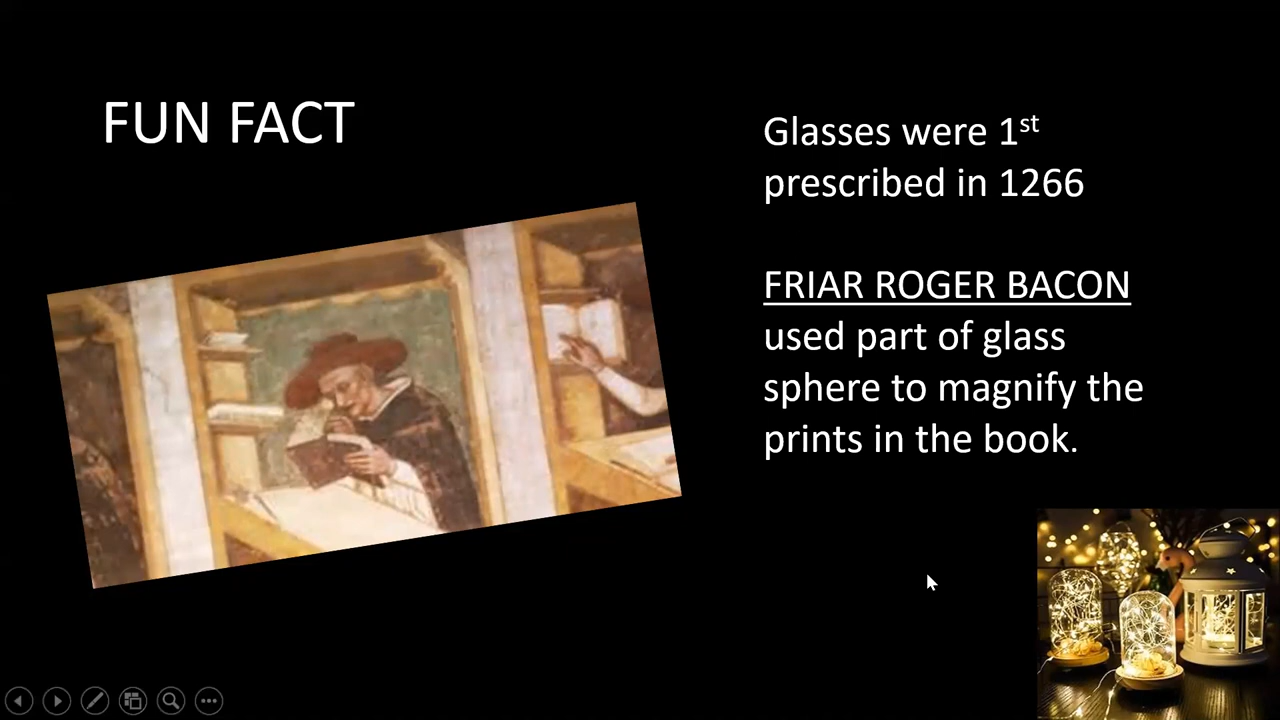 FUN FACT
Glasses were 1st
prescribed in 1266
FRIAR ROGER BACON
used part of glass
sphere to magnify the
prints in the book.